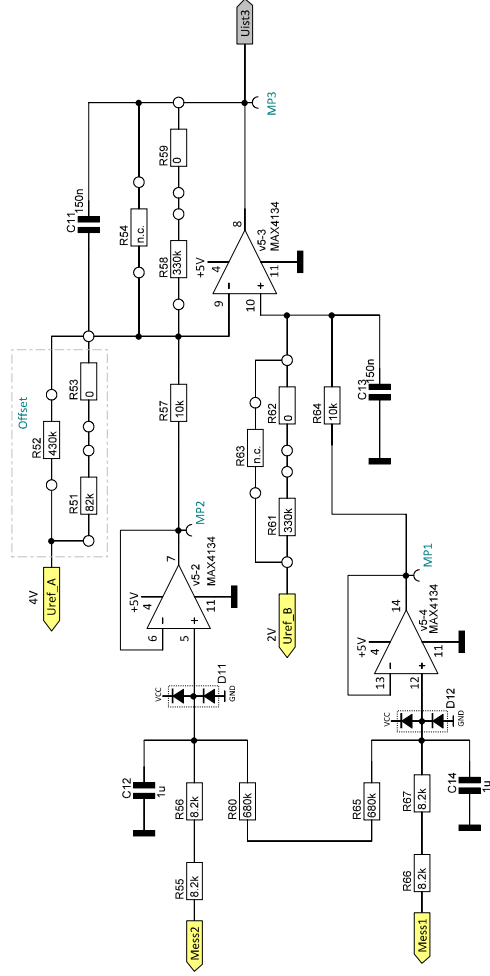 Uist3
MP3
C11
150n
R54
n.c.
R59
0
R58
330k
8
v5-3
MAX4134
+5V
4
11
9
10
-
+
Offset
R52
430k
R53
0
R51
82k
4V
Uref_A
R57
10k
MP2
7
v5-2
MAX4134
+5V
4
11
6
5
-
+
R63
n.c.
R62
0
R61
330k
2V
Uref_B
R64
10k
C13
150n
MP1
14
v5-4
MAX4134
+5V
4
11
13
12
-
+
VCC
D11
GND
VCC
D12
GND
C12
1u
R56
8.2k
R60
680k
R65
680k
R67
8.2k
C14
1u
R55
8.2k
R66
8.2k
Mess2
Mess1